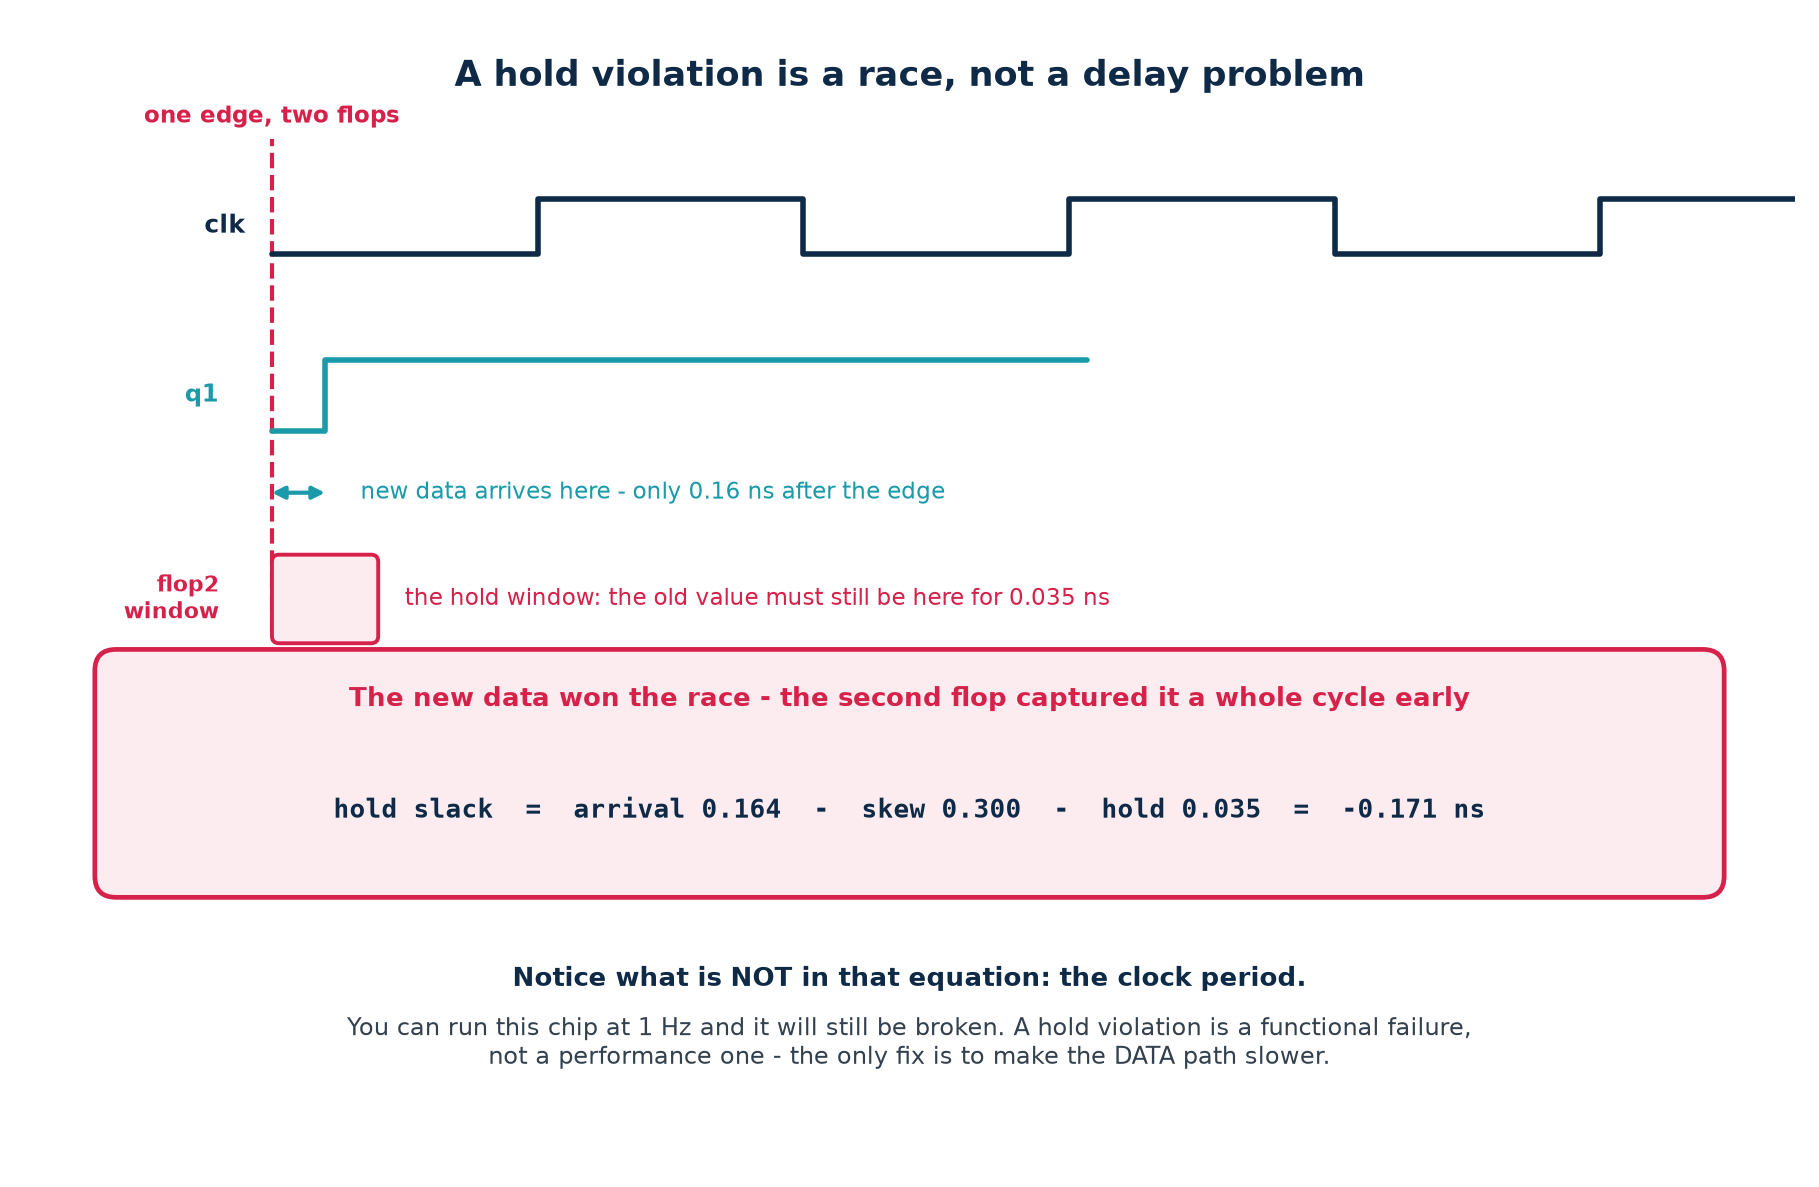 A hold violation is a race, not a delay problem
one edge, two flops
clk
q1
new data arrives here - only 0.16 ns after the edge
flop2
window
the hold window: the old value must still be here for 0.035 ns
The new data won the race - the second flop captured it a whole cycle early
hold slack = arrival 0.164 - skew 0.300 - hold 0.035 = -0.171 ns
Notice what is NOT in that equation: the clock period.
You can run this chip at 1 Hz and it will still be broken. A hold violation is a functional failure,
not a performance one - the only fix is to make the DATA path slower.